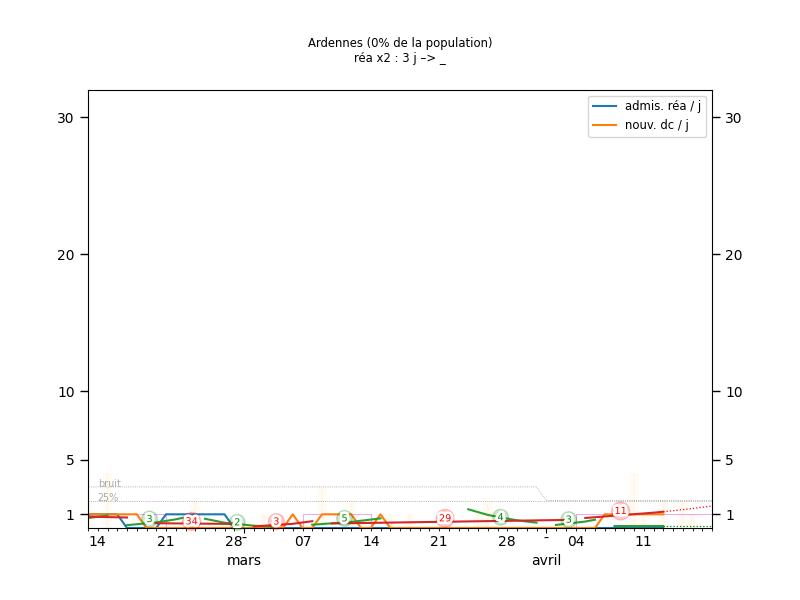 Ardennes (0% de la population)
réa x2 : 3 j –> _
admis. réa / j
nouv. dc / j
30 30
20 20
10 10
5 5
bruit
25%
1 3 34 2 3 5 29 4 3 11 1
14 21 28 07 14 21 28 04 11
mars avril